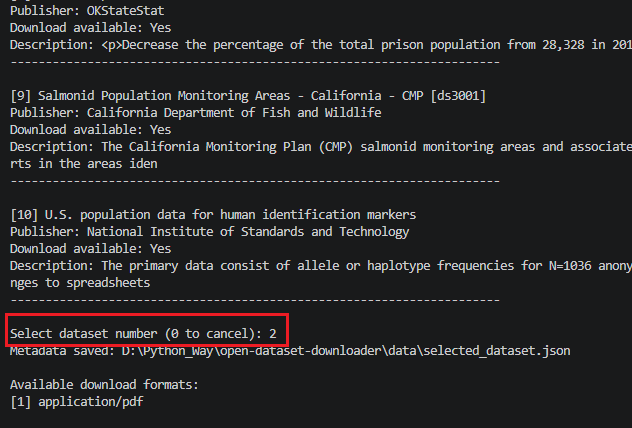 Publisher: OKStateStat
Download available: Yes
Description: <p>Decrease the percentage of the total prison population from 28,328 in 201
---------------------------------------------------------------------
[9] Salmonid Population Monitoring Areas - California - CMP [ds3001]
Publisher: California Department of Fish and Wildlife
Download available: Yes
Description: The California Monitoring Plan (CMP) salmonid monitoring areas and associate
rts in the areas iden
---------------------------------------------------------------------
[10] U.S. population data for human identification markers
Publisher: National Institute of Standards and Technology
Download available: Yes
Description: The primary data consist of allele or haplotype frequencies for N=1036 anony
nges to spreadsheets
---------------------------------------------------------------------
Select dataset number (0 to cancel): 2
Metadata saved: D:\Python_Way\open-dataset-downloader\data\selected_dataset.json
Available download formats:
[1] application/pdf